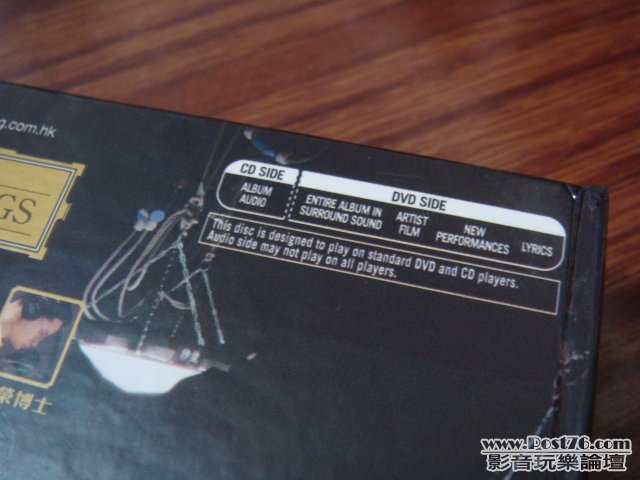 g.com.hk
GS
CD SIDE
DVD SIDE
ALBUM
AUDIO
ENTIRE ALBUM IN
SURROUND SOUND
ARTIST
FILM
NEW
PERFORMANCES
LYRICS
This disc is designed to play on standard DVD and CD players.
Audio side may not play on all players.
榮博士
www.Post76.com
影音玩樂論壇